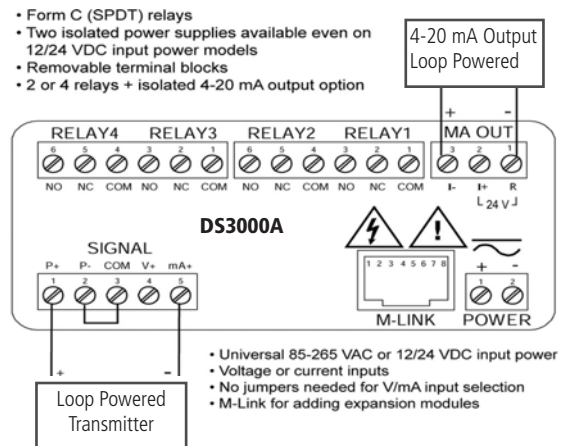 • Form C (SPDT) relays
• Two isolated power supplies available even on
12/24 VDC input power models
• Removable terminal blocks
• 2 or 4 relays + isolated 4-20 mA output option
4-20 mA Output
Loop Powered
+ -
RELAY4 RELAY3 RELAY2 RELAY1 MA OUT
6 5 4 3 2 1 6 5 4 3 2 1 3 2 1
NO NC COM NO NC COM NO NC COM NO NC COM I- I+ R
24 V
DS3000A
SIGNAL
P+ P- COM V+ mA+
1 2 3 4 5
1 2 3 4 5 6 7 8
M-LINK
+ -
1 2
POWER
+ -
Loop Powered
Transmitter
• Universal 85-265 VAC or 12/24 VDC input power
• Voltage or current inputs
• No jumpers needed for V/mA input selection
• M-Link for adding expansion modules